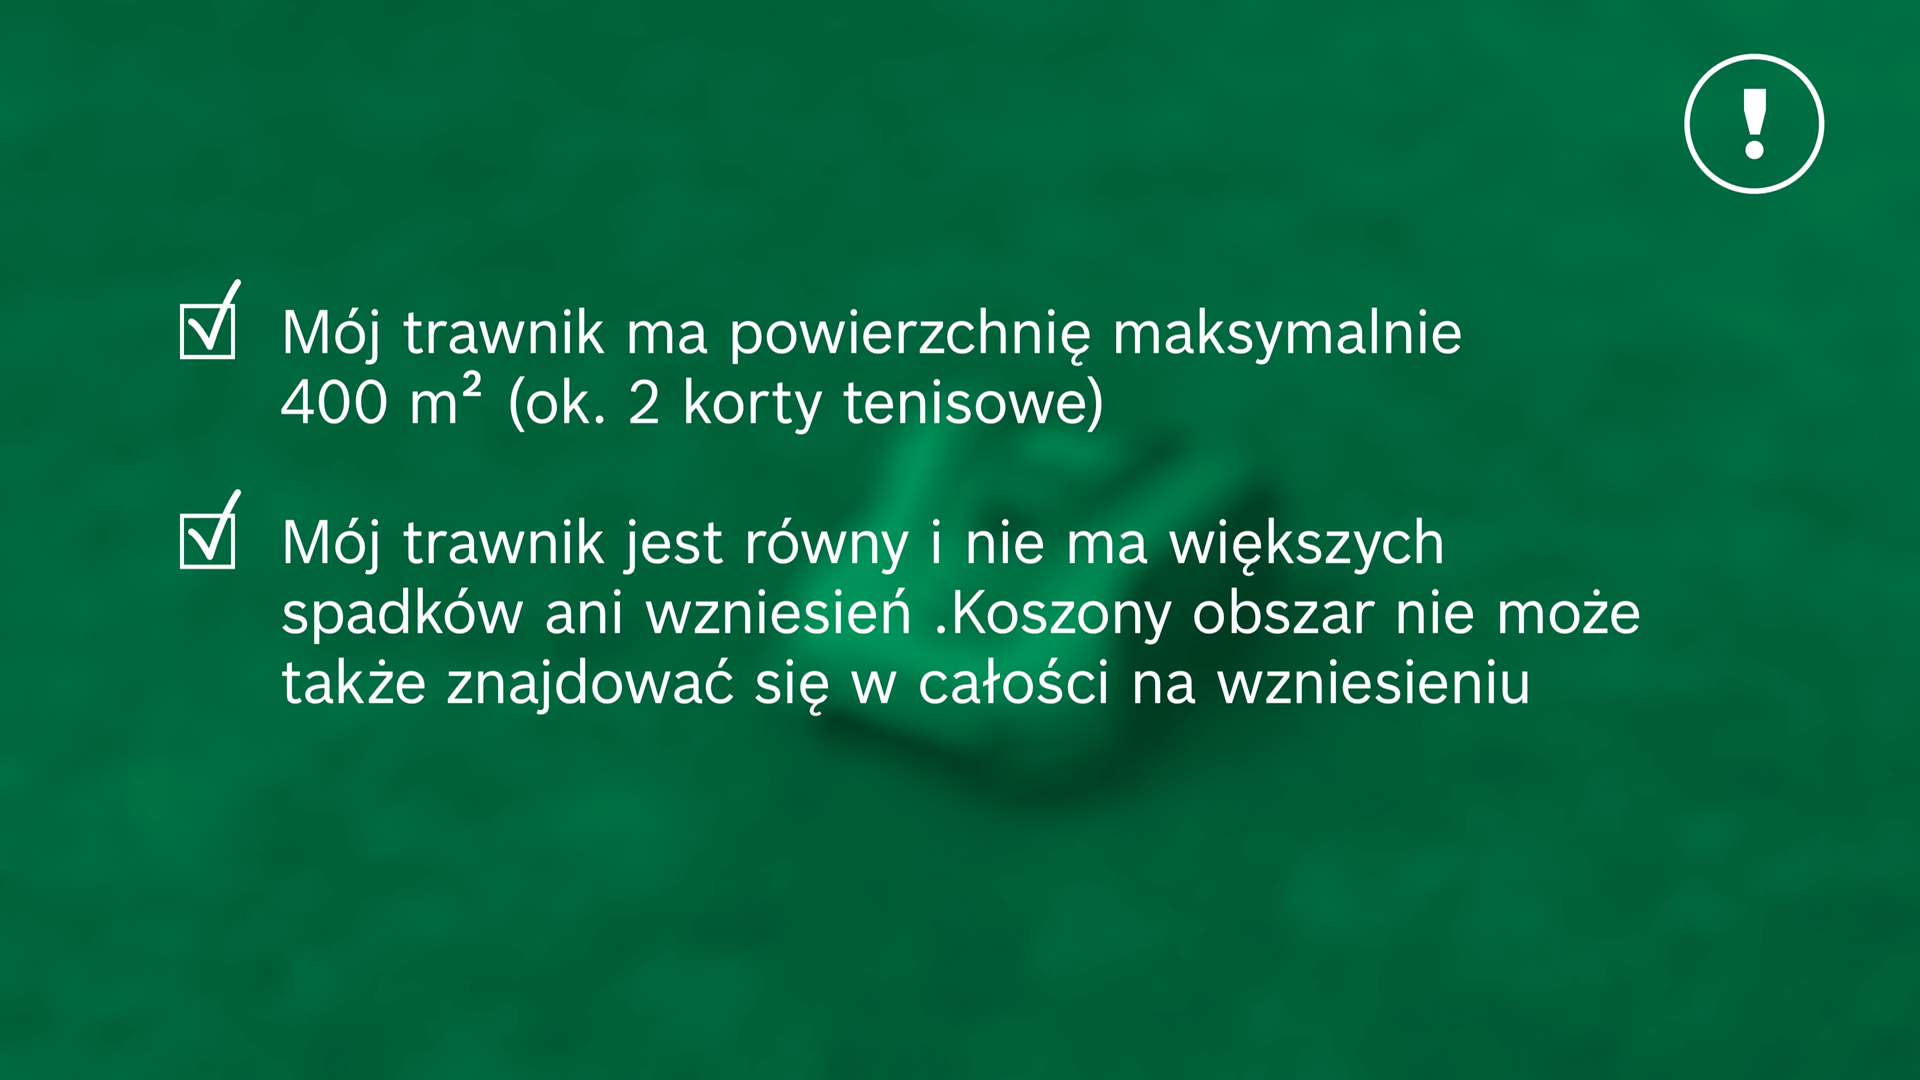 Mój trawnik ma powierzchnię maksymalnie
400 m² (ok. 2 korty tenisowe)
Mój trawnik jest równy i nie ma większych
spadków ani wzniesień .Koszony obszar nie może
także znajdować się w całości na wzniesieniu